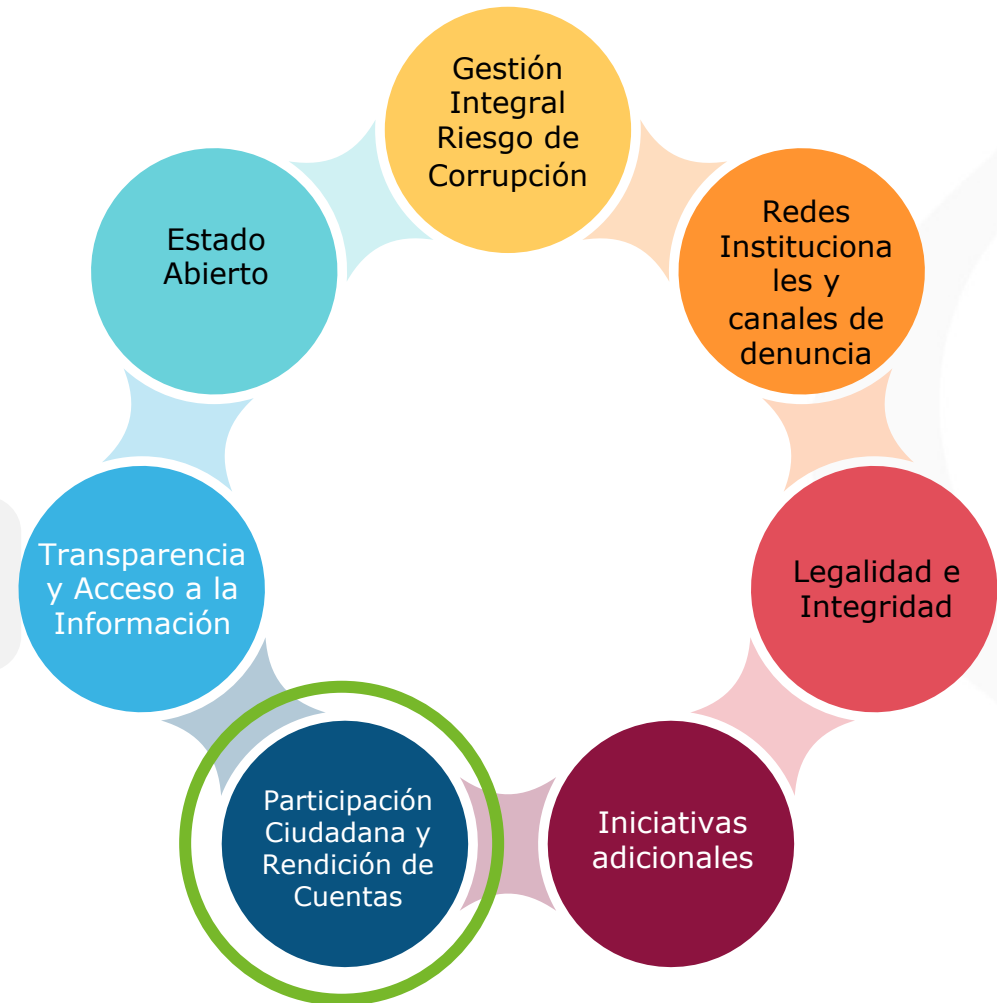 Gestión
Integral
Riesgo de
Corrupción
Redes
Instituciona
les y
canales de
denuncia
Legalidad e
Integridad
Iniciativas
adicionales
Participación
Ciudadana y
Rendición de
Cuentas
Transparencia
y Acceso a la
Información
Estado
Abierto